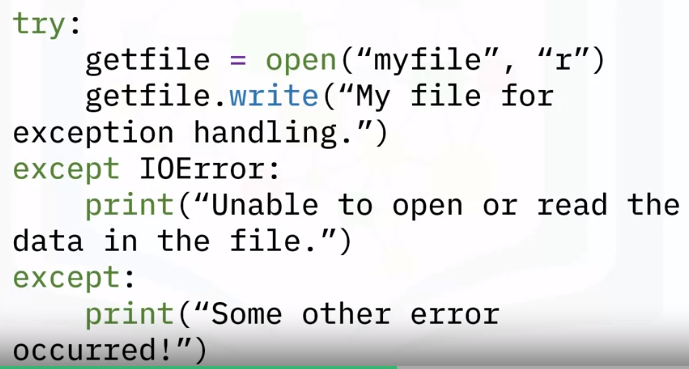 try:
    getfile = open(“myfile”, “r”)
    getfile.write(“My file for
exception handling.”)
except IOError:
    print(“Unable to open or read the
data in the file.”)
except:
    print(“Some other error
occurred!”)